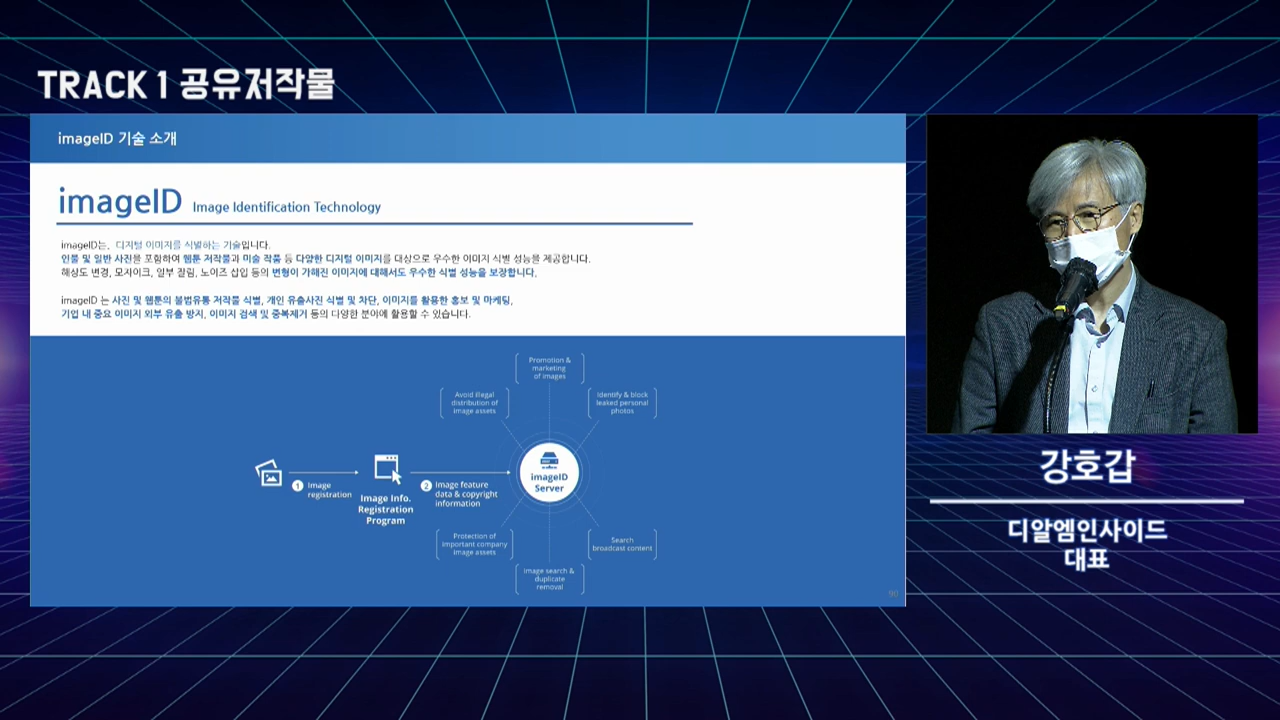 TRACK 1 공유저작물
imageID 기술 소개
imageID Image Identification Technology
imageID는, 디지털 이미지를 식별하는 기술입니다.
인물 및 일반 사진을 포함하여 웹툰 저작물과 미술 작품 등 다양한 디지털 이미지를 대상으로 우수한 이미지 식별 성능을 제공합니다.
해상도 변경, 모자이크, 일부 잘림, 노이즈 삽입 등의 변형이 가해진 이미지에 대해서도 우수한 식별 성능을 보장합니다.
imageID 는 사진 및 웹툰의 불법유통 저작물 식별, 개인 유출사진 식별 및 차단, 이미지를 활용한 홍보 및 마케팅,
기업 내 중요 이미지 외부 유출 방지, 이미지 검색 및 중복제거 등의 다양한 분야에 활용할 수 있습니다.
Promotion &
marketing
of images
Avoid illegal
distribution of
image assets
Identify & block
leaked personal
photos
1 Image
registration
Image Info.
Registration
Program
2 Image feature
data & copyright
information
imageID
Server
Protection of
important company
image assets
Search
broadcast content
Image search &
duplicate
removal
90
강호갑
디알엠인사이드
대표